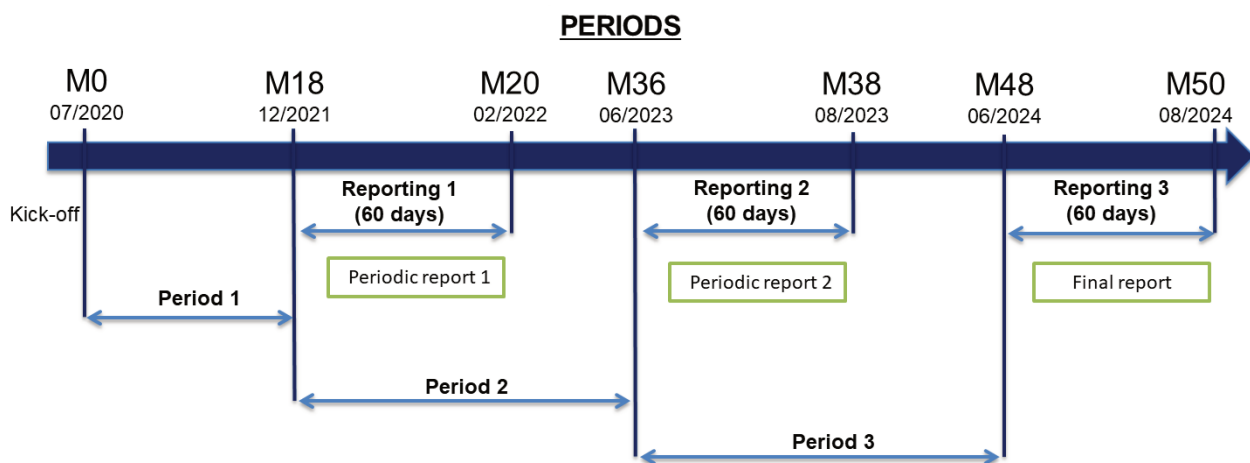 PERIODS
M0 M18 M20 M36 M38 M48 M50
07/2020 12/2021 02/2022 06/2023 08/2023 06/2024 08/2024
Kick-off
Reporting 1
(60 days)
Reporting 2
(60 days)
Reporting 3
(60 days)
Periodic report 1
Periodic report 2
Final report
Period 1
Period 2
Period 3